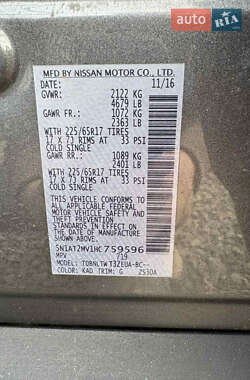 RIA.com
MFD BY NISSAN MOTOR CO., LTD.
DATE: 11/16
GVWR: 2122 KG
4679 LB
GAWR FR.: 1072 KG
2363 LB
WITH 225/65R17 TIRES
17 X 7J RIMS AT 33 PSI
COLD SINGLE
GAWR RR.: 1089 KG
2401 LB
WITH 225/65R17 TIRES
17 X 7J RIMS AT 33 PSI
COLD SINGLE
THIS VEHICLE CONFORMS TO ALL
APPLICABLE FEDERAL MOTOR
VEHICLE SAFETY AND
STANDARDS IN EFFECT ON THE
DATE OF MANUFACTURE SHOWN
ABOVE.
5N1AT2MV1HC759596
MPV /19
MODEL:
COLOR: KAD TRIM: G